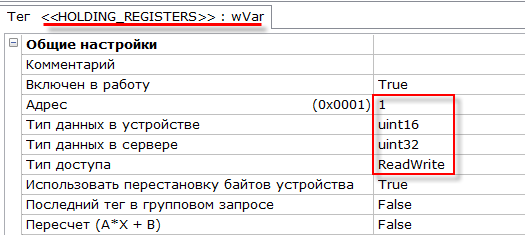 Тег <<HOLDING_REGISTERS>> : wVar
Общие настройки
Комментарий
Включен в работу True
Адрес (0x0001) 1
Тип данных в устройстве uint16
Тип данных в сервере uint32
Тип доступа ReadWrite
Использовать перестановку байтов устройства True
Последний тег в групповом запросе False
Пересчет (A*X + B) False